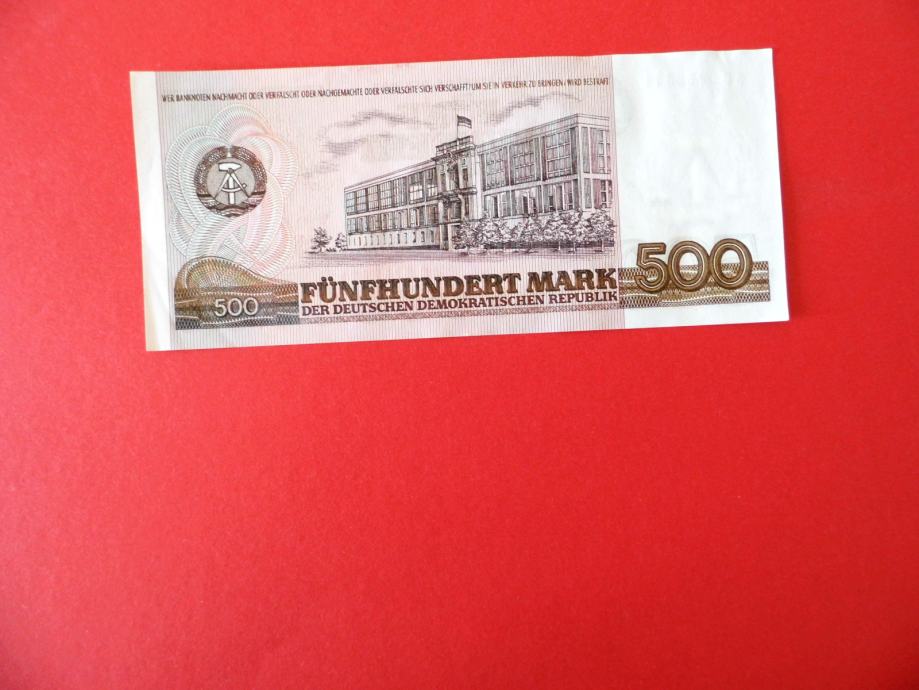 WER BANKNOTEN NACHMACHT ODER VERFÄLSCHT ODER NACHGEMACHTE ODER VERFÄLSCHTE SICH VERSCHAFFT UM SIE IN VERKEHR ZU BRINGEN, WIRD BESTRAFT
500
FÜNFHUNDERT MARK
500
DER DEUTSCHEN DEMOKRATISCHEN REPUBLIK